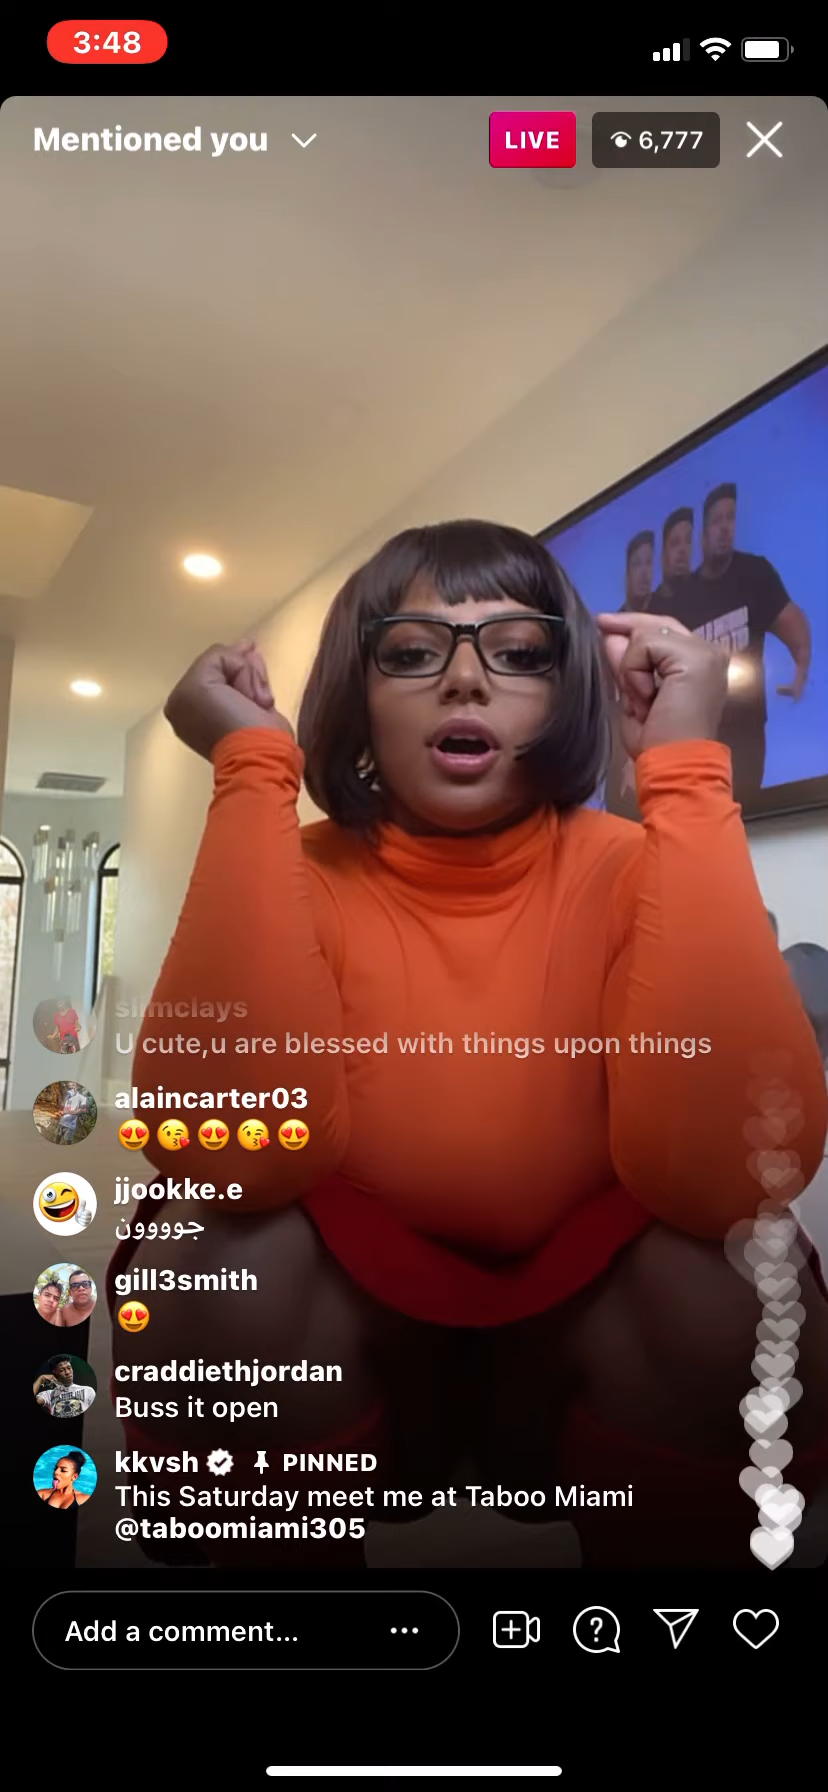 3:48
Mentioned you
LIVE
6,777
slimclays
U cute,u are blessed with things upon things
alaincarter03
😍😘😍😘😍
jjookke.e
جوووون
gill3smith
😍
craddiethjordan
Buss it open
kkvsh PINNED
This Saturday meet me at Taboo Miami
@taboomiami305
Add a comment...